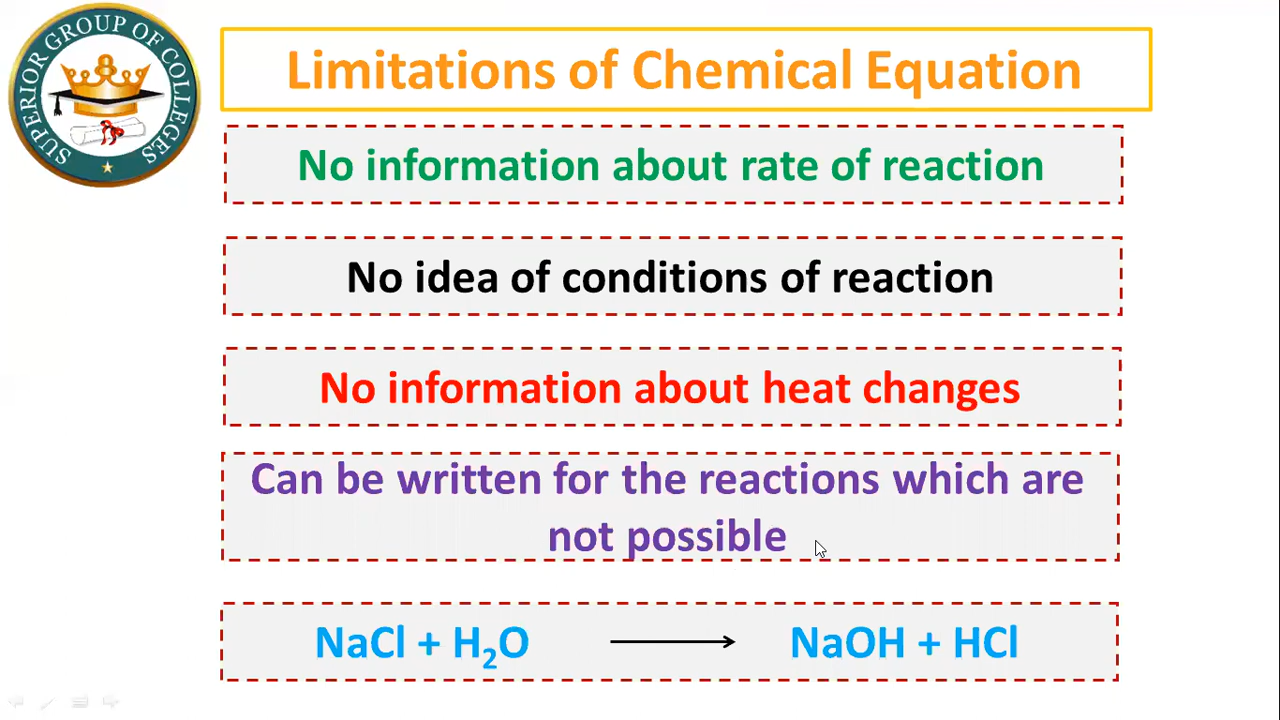 SUPERIOR GROUP OF COLLEGES
Limitations of Chemical Equation
No information about rate of reaction
No idea of conditions of reaction
No information about heat changes
Can be written for the reactions which are
not possible
NaCl + H₂O → NaOH + HCl